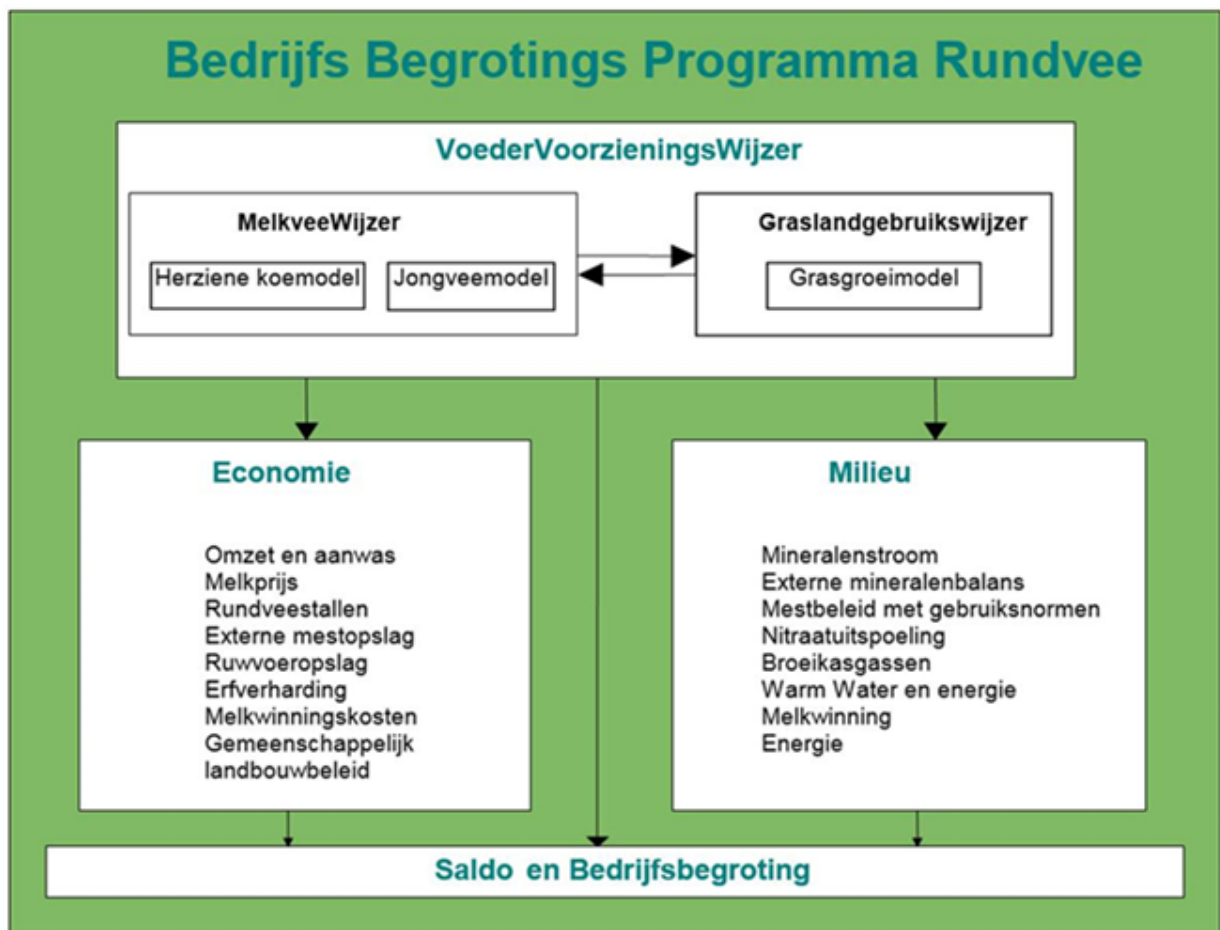 Bedrijfs Begrotings Programma Rundvee
VoederVoorzieningsWijzer
MelkveeWijzer
Herziene koemodel
Jongveemodel
Graslandgebruikswijzer
Grasgroeimodel
Economie
Omzet en aanwas
Melkprijs
Rundveestallen
Externe mestopslag
Ruwvoeropslag
Erfverharding
Melkwinningskosten
Gemeenschappelijk
landbouwbeleid
Milieu
Mineralenstroom
Externe mineralenbalans
Mestbeleid met gebruiksnormen
Nitraatuitspoeling
Broeikasgassen
Warm Water en energie
Melkwinning
Energie
Saldo en Bedrijfsbegroting